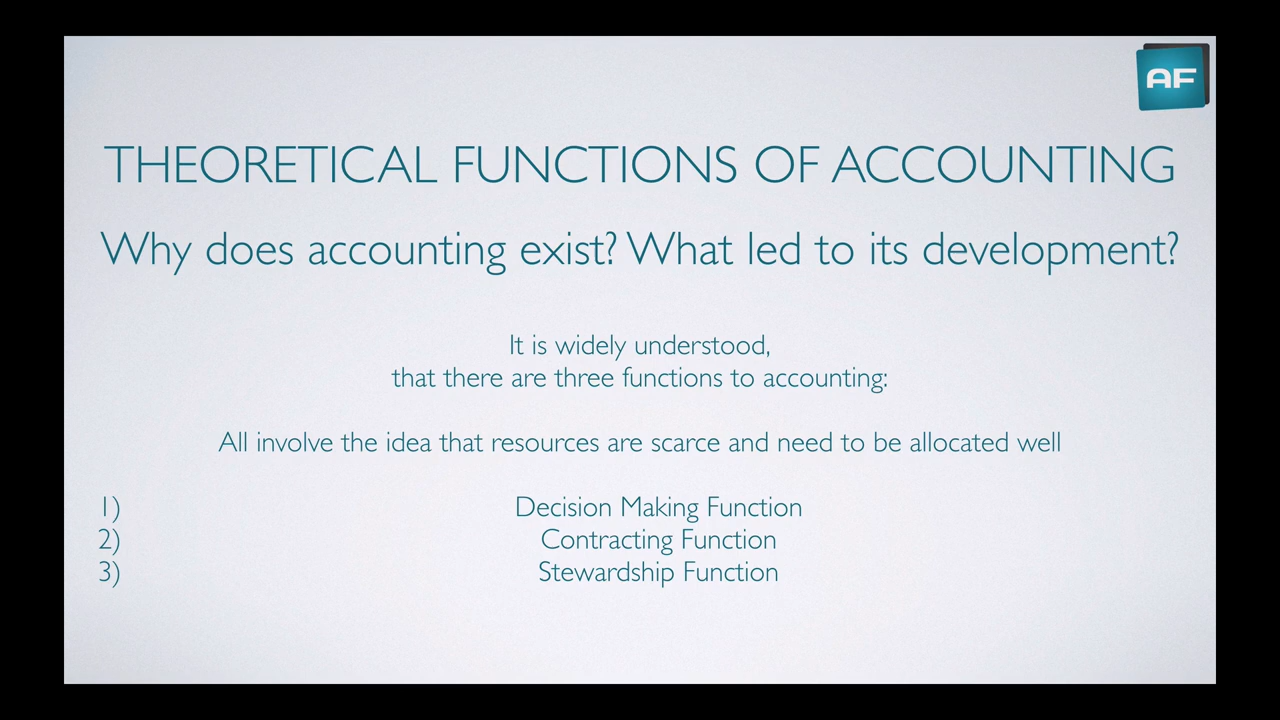 AF
THEORETICAL FUNCTIONS OF ACCOUNTING
Why does accounting exist? What led to its development?
It is widely understood,
that there are three functions to accounting:
All involve the idea that resources are scarce and need to be allocated well
1) Decision Making Function
2) Contracting Function
3) Stewardship Function